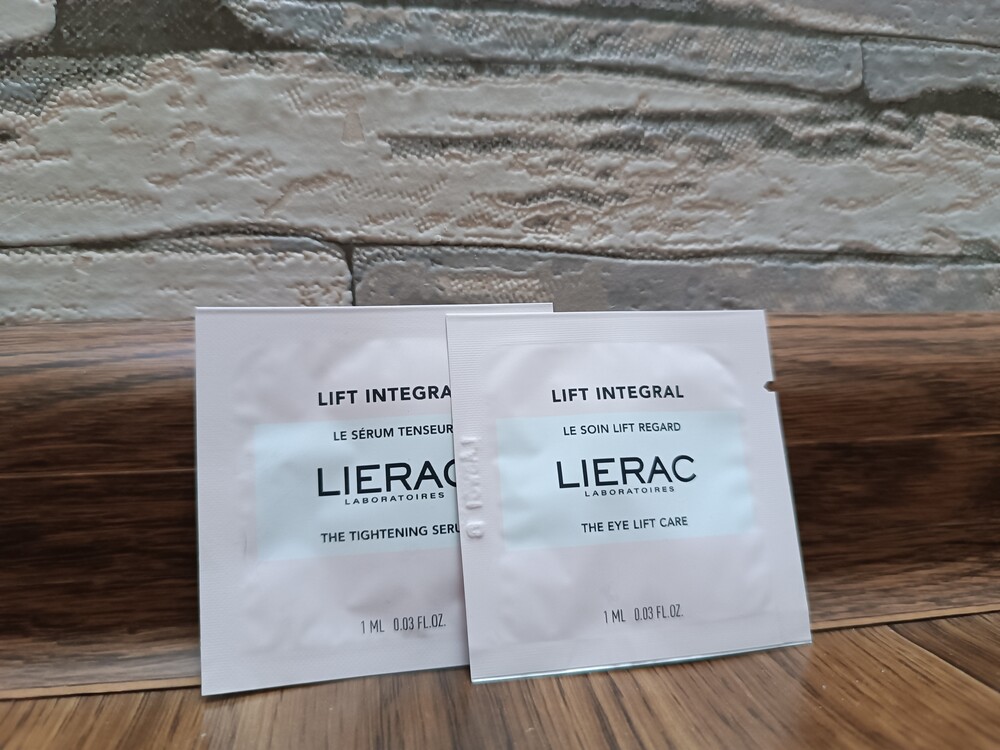 LIFT INTEGRA
LE SÉRUM TENSEUR
LIERAC
LABORATOIRES
THE TIGHTENING SERU
1 ML 0.03 FL.OZ.
LIFT INTEGRAL
LE SOIN LIFT REGARD
LIERAC
LABORATOIRES
THE EYE LIFT CARE
1 ML 0.03 FL.OZ.